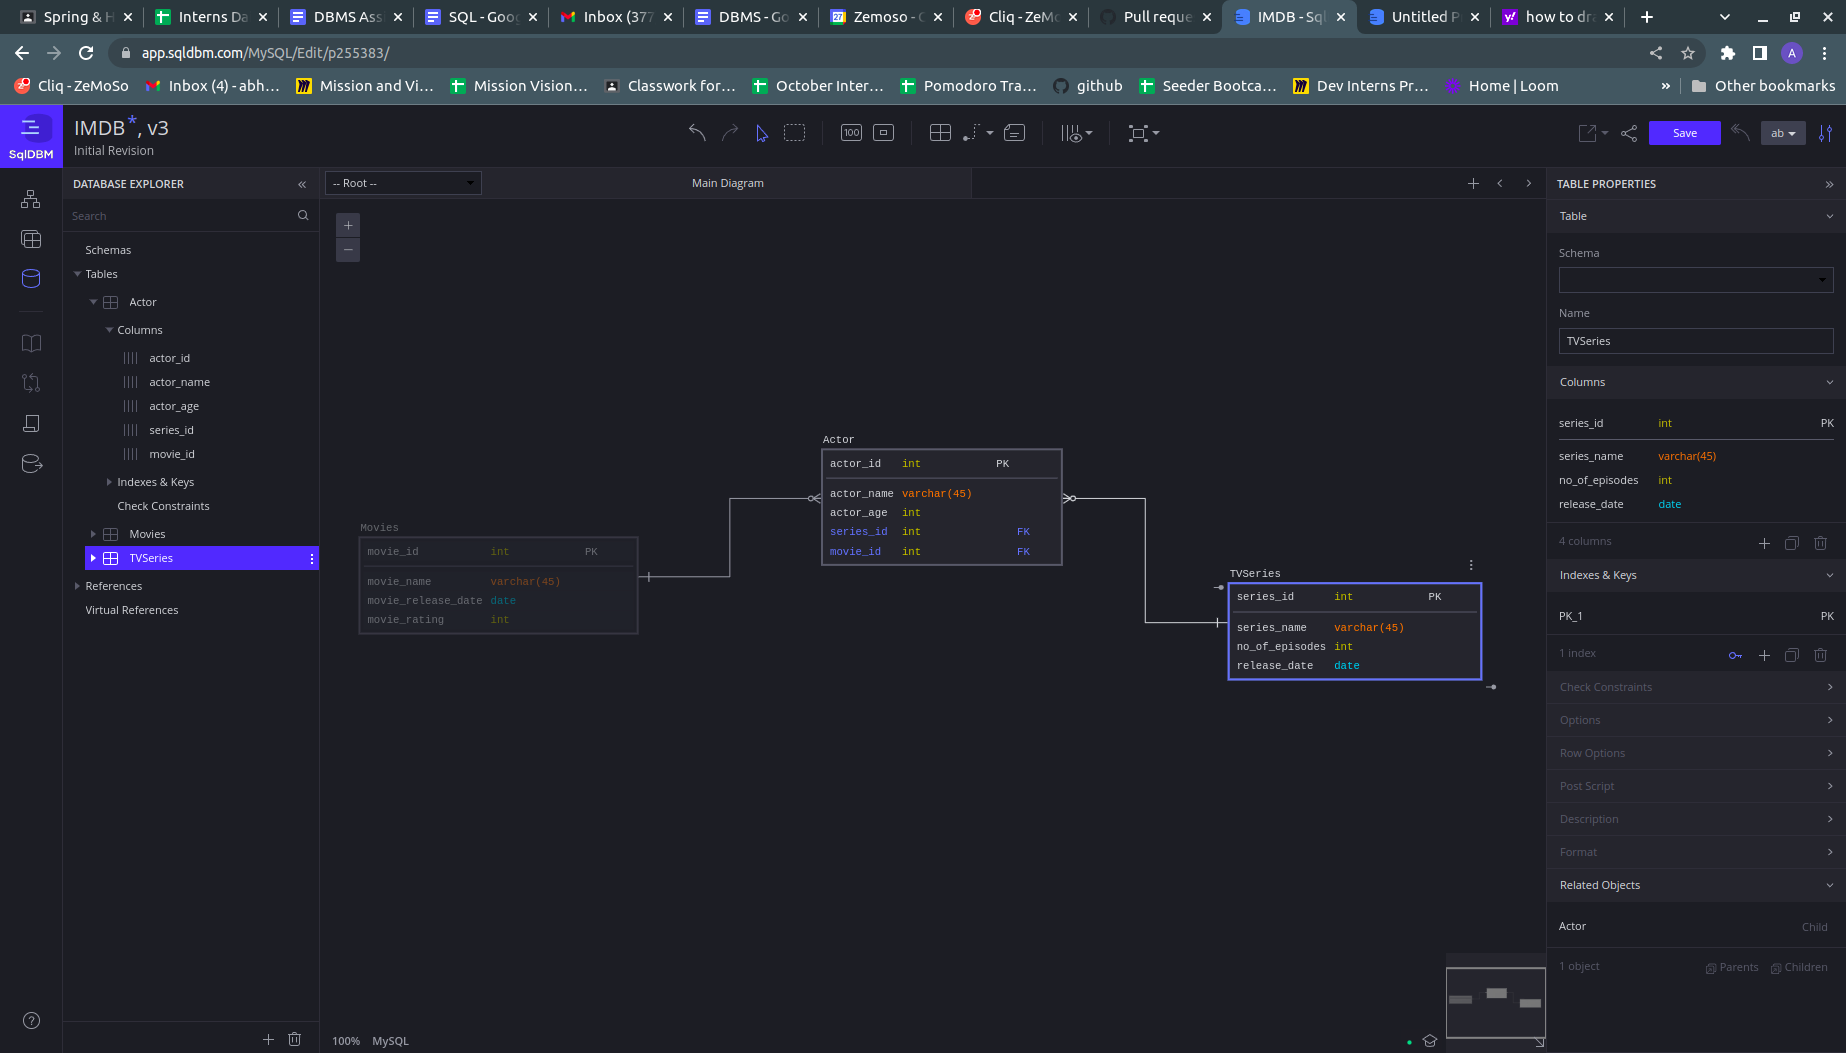 Spring & H
Interns Da
DBMS Ass
SQL - Goog
Inbox (377
DBMS - Go
Zemoso - C
Cliq - ZeMo
Pull reque
IMDB - Sql
Untitled P
how to dra
app.sqldbm.com/MySQL/Edit/p255383/
A
Cliq - ZeMoSo
Inbox (4) - abh...
Mission and Vi...
Mission Vision...
Classwork for...
October Inter...
Pomodoro Tra...
github
Seeder Bootca...
Dev Interns Pr...
Home | Loom
»
Other bookmarks
SqlDBM
IMDB*, v3
Initial Revision
100
Save
ab
DATABASE EXPLORER
«
-- Root --
Main Diagram
TABLE PROPERTIES
»
Search
Schemas
Tables
Actor
Columns
actor_id
actor_name
actor_age
series_id
movie_id
Indexes & Keys
Check Constraints
Movies
TVSeries
References
Virtual References
Movies
movie_id int PK
movie_name varchar(45)
movie_release_date date
movie_rating int
Actor
actor_id int PK
actor_name varchar(45)
actor_age int
series_id int FK
movie_id int FK
TVSeries
series_id int PK
series_name varchar(45)
no_of_episodes int
release_date date
Table
Schema
Name
TVSeries
Columns
series_id int PK
series_name varchar(45)
no_of_episodes int
release_date date
4 columns
Indexes & Keys
PK_1 PK
1 index
Check Constraints
Options
Row Options
Post Script
Description
Format
Related Objects
Actor Child
1 object Parents Children
100% MySQL